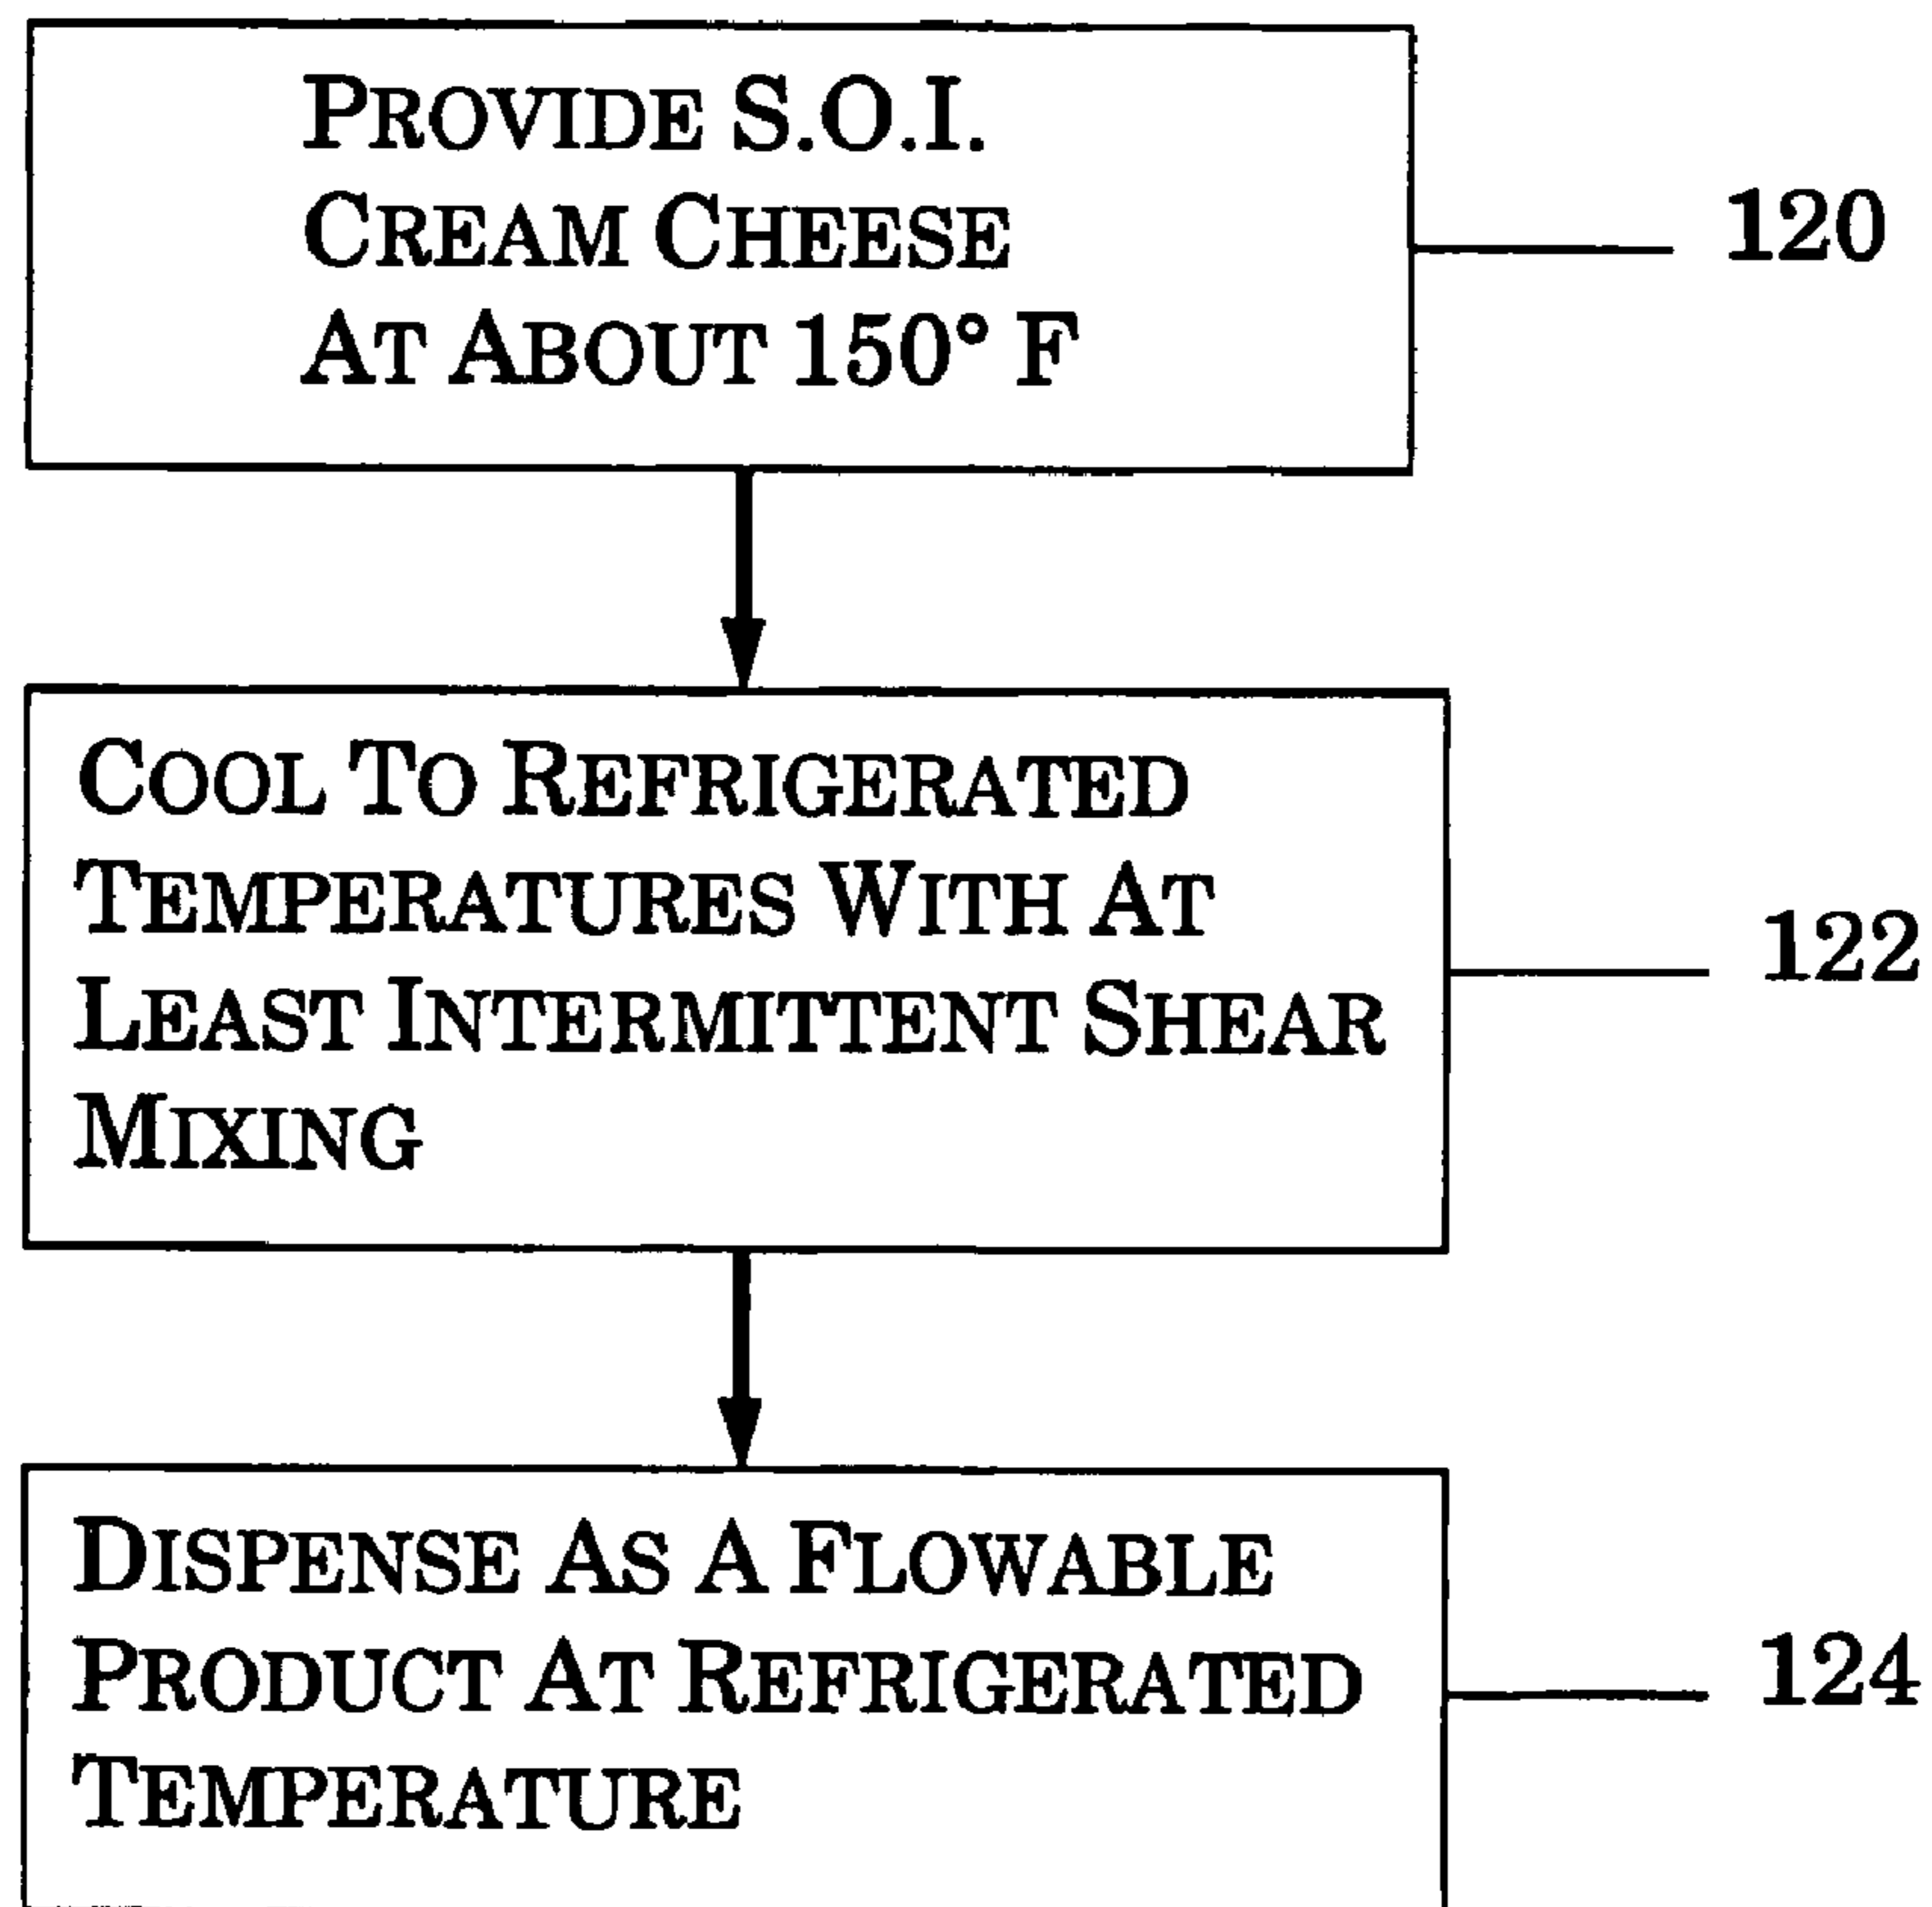 PROVIDE S.O.I.
CREAM CHEESE
AT ABOUT 150° F
120
COOL TO REFRIGERATED
TEMPERATURES WITH AT
LEAST INTERMITTENT SHEAR
MIXING
122
DISPENSE AS A FLOWABLE
PRODUCT AT REFRIGERATED
TEMPERATURE
124